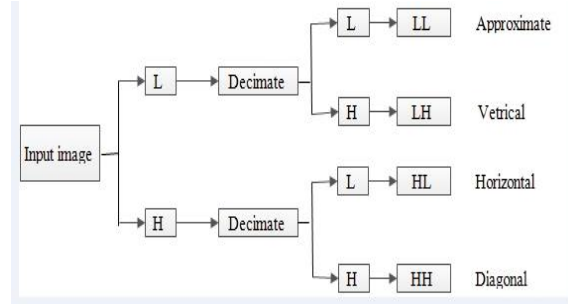 L LL Approximate
L Decimate
H LH Vetrical
Input image
L HL Horizontal
H Decimate
H HH Diagonal